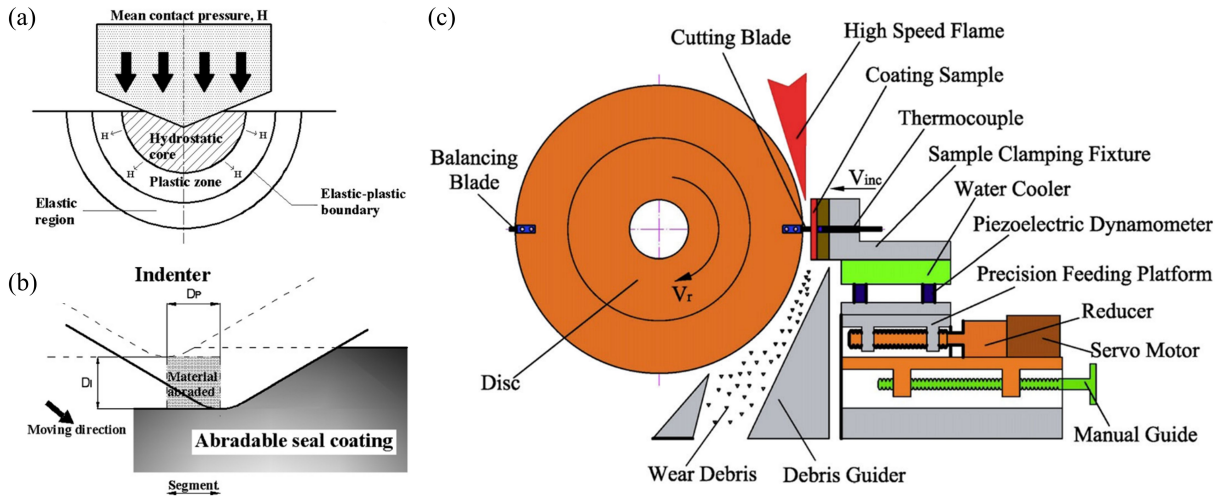 (a)
Mean contact pressure, H
H
H
Hydrostatic
core
H
H
Plastic zone
Elastic
region
Elastic-plastic
boundary
(b)
Indenter
DP
DI
Material
abraded
Moving direction
Abradable seal coating
Segment
(c)
High Speed Flame
Cutting Blade
Coating Sample
Thermocouple
Sample Clamping Fixture
Vinc
Water Cooler
Balancing
Blade
Piezoelectric Dynamometer
Precision Feeding Platform
Vr
Reducer
Servo Motor
Disc
Manual Guide
Wear Debris
Debris Guider